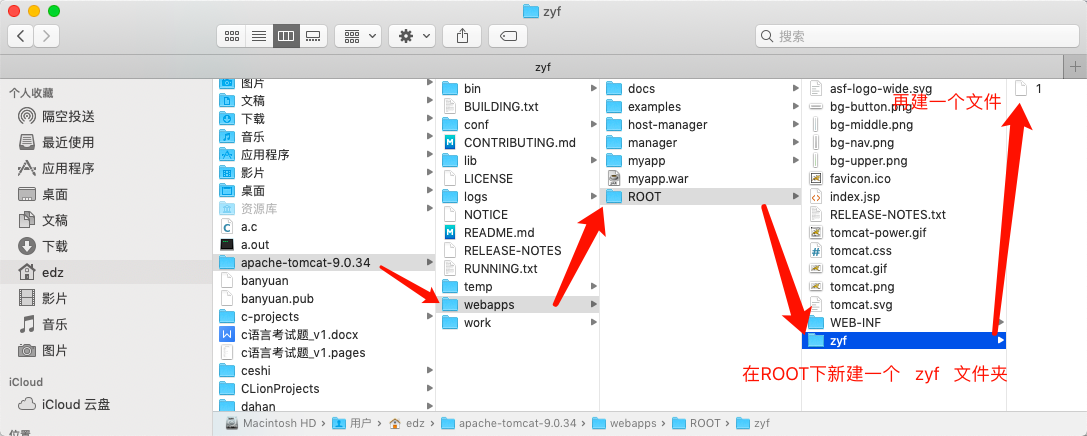 zyf
搜索
zyf
个人收藏
隔空投送
最近使用
应用程序
桌面
文稿
下载
edz
影片
音乐
图片
iCloud
iCloud 云盘
位置
图片
文稿
下载
音乐
应用程序
影片
桌面
资源库
a.c
a.out
apache-tomcat-9.0.34
banyuan
banyuan.pub
c-projects
c语言考试题_v1.docx
c语言考试题_v1.pages
ceshi
CLionProjects
dahan
bin
BUILDING.txt
conf
CONTRIBUTING.md
lib
LICENSE
logs
NOTICE
README.md
RELEASE-NOTES
RUNNING.txt
temp
webapps
work
docs
examples
host-manager
manager
myapp
myapp.war
ROOT
asf-logo-wide.svg
bg-button.png
bg-middle.png
bg-nav.png
bg-upper.png
favicon.ico
index.jsp
RELEASE-NOTES.txt
tomcat-power.gif
tomcat.css
tomcat.gif
tomcat.png
tomcat.svg
WEB-INF
zyf
1
再建一个文件
在ROOT下新建一个 zyf 文件夹
Macintosh HD › 用户 › edz › apache-tomcat-9.0.34 › webapps › ROOT › zyf